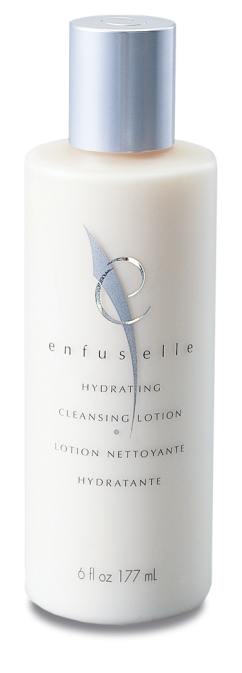 enfuselle
HYDRATING
CLEANSING LOTION
®
LOTION NETTOYANTE
HYDRATANTE
6 fl oz 177 mL